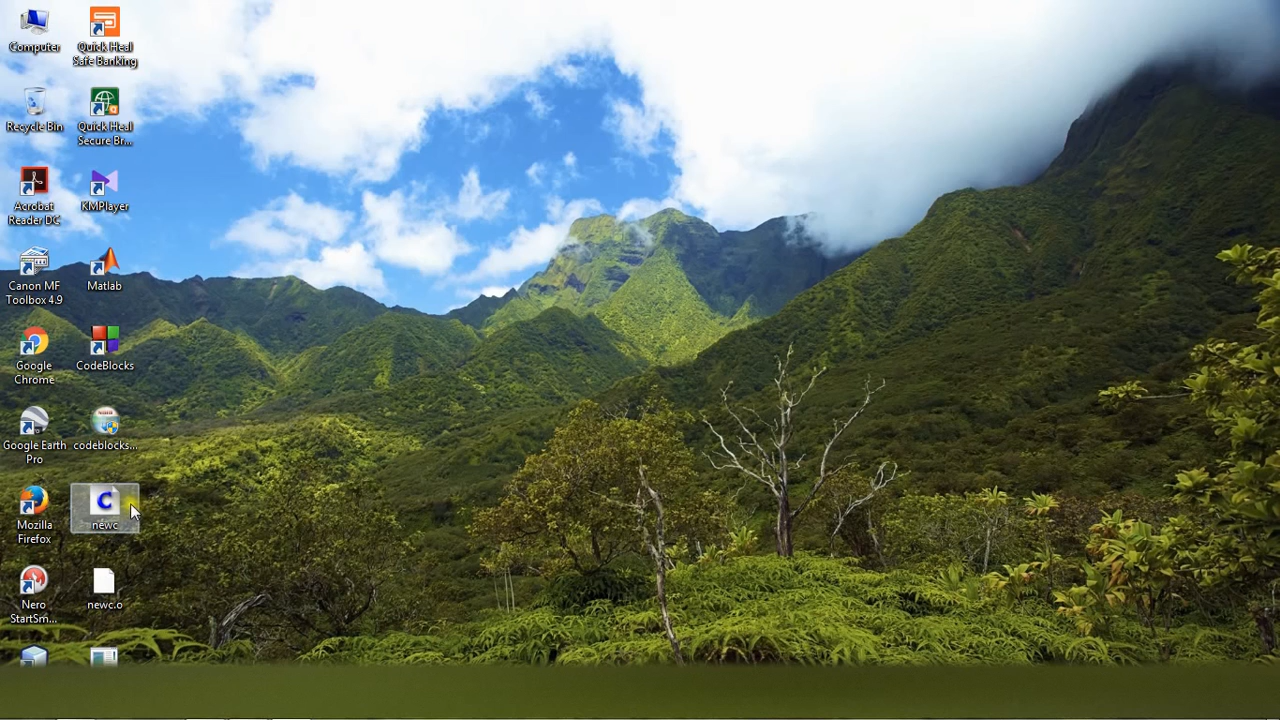 Computer
Quick Heal
Safe Banking
Recycle Bin
Quick Heal
Secure Br...
Acrobat
Reader DC
KMPlayer
Canon MF
Toolbox 4.9
Matlab
Google
Chrome
CodeBlocks
Google Earth
Pro
codeblocks...
Mozilla
Firefox
C
newc
Nero
StartSm...
newc.o